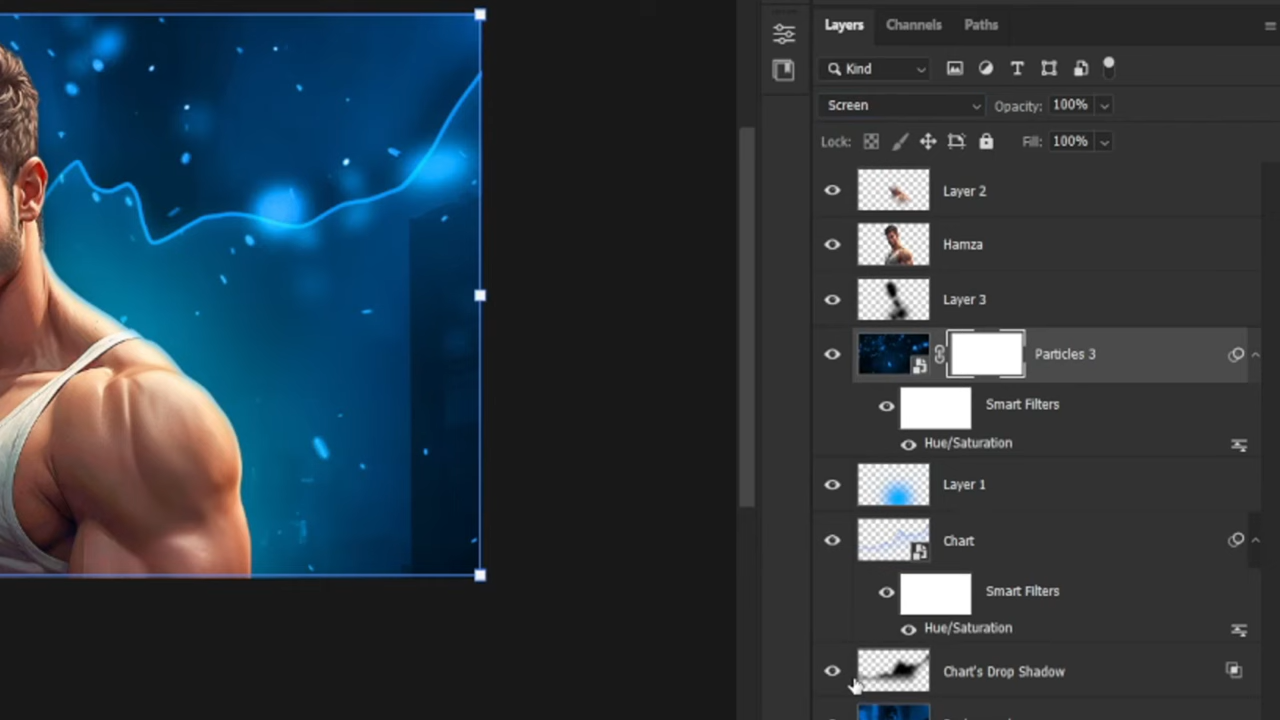 Layers Channels Paths
Kind
Screen Opacity: 100%
Lock: Fill: 100%
Layer 2
Hamza
Layer 3
Particles 3
Smart Filters
Hue/Saturation
Layer 1
Chart
Smart Filters
Hue/Saturation
Chart's Drop Shadow